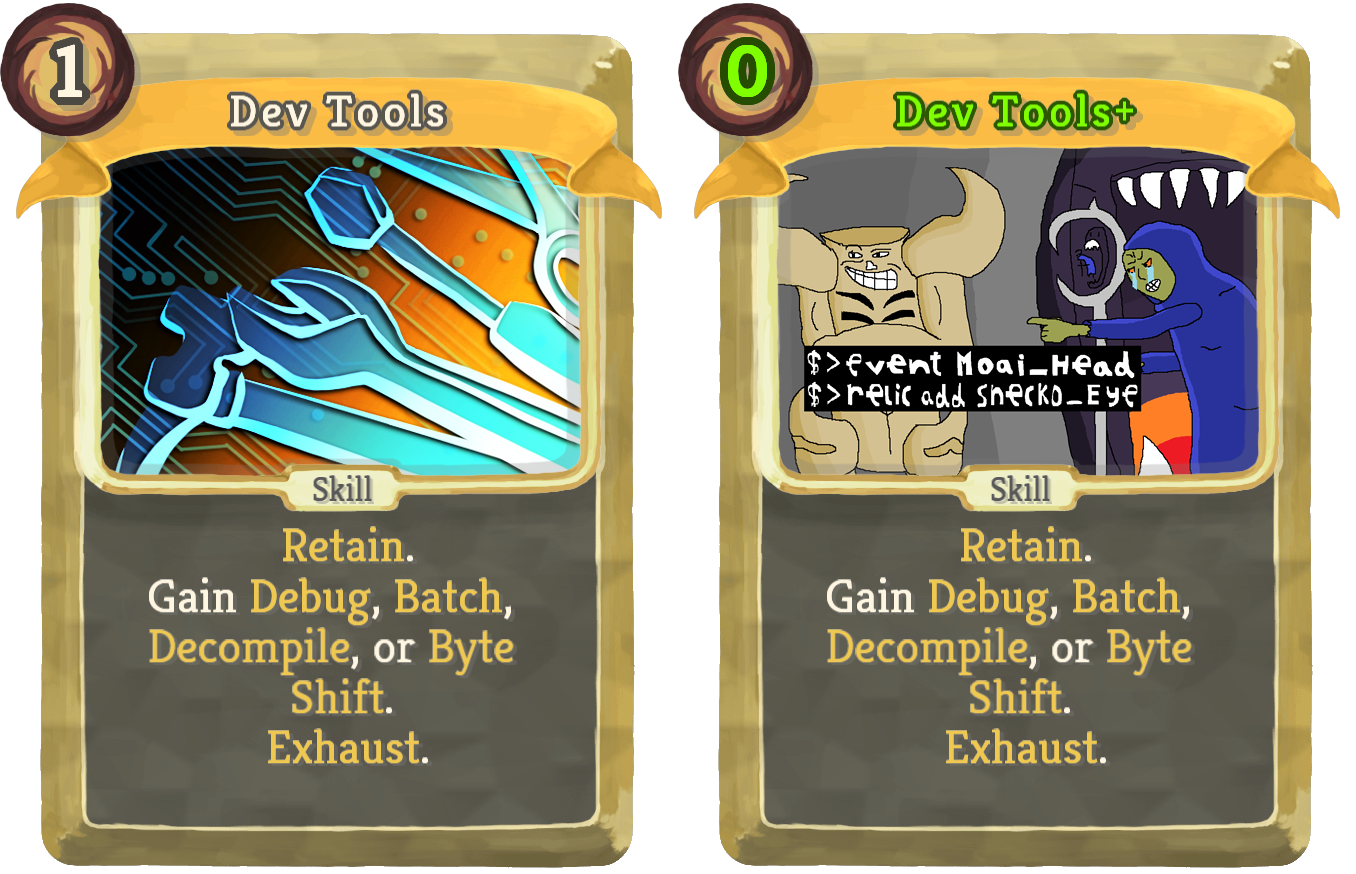 1
Dev Tools
Skill
Retain.
Gain Debug, Batch,
Decompile, or Byte
Shift.
Exhaust.
0
Dev Tools+
$>event Moai_Head
$>relic add Snecko_Eye
Skill
Retain.
Gain Debug, Batch,
Decompile, or Byte
Shift.
Exhaust.